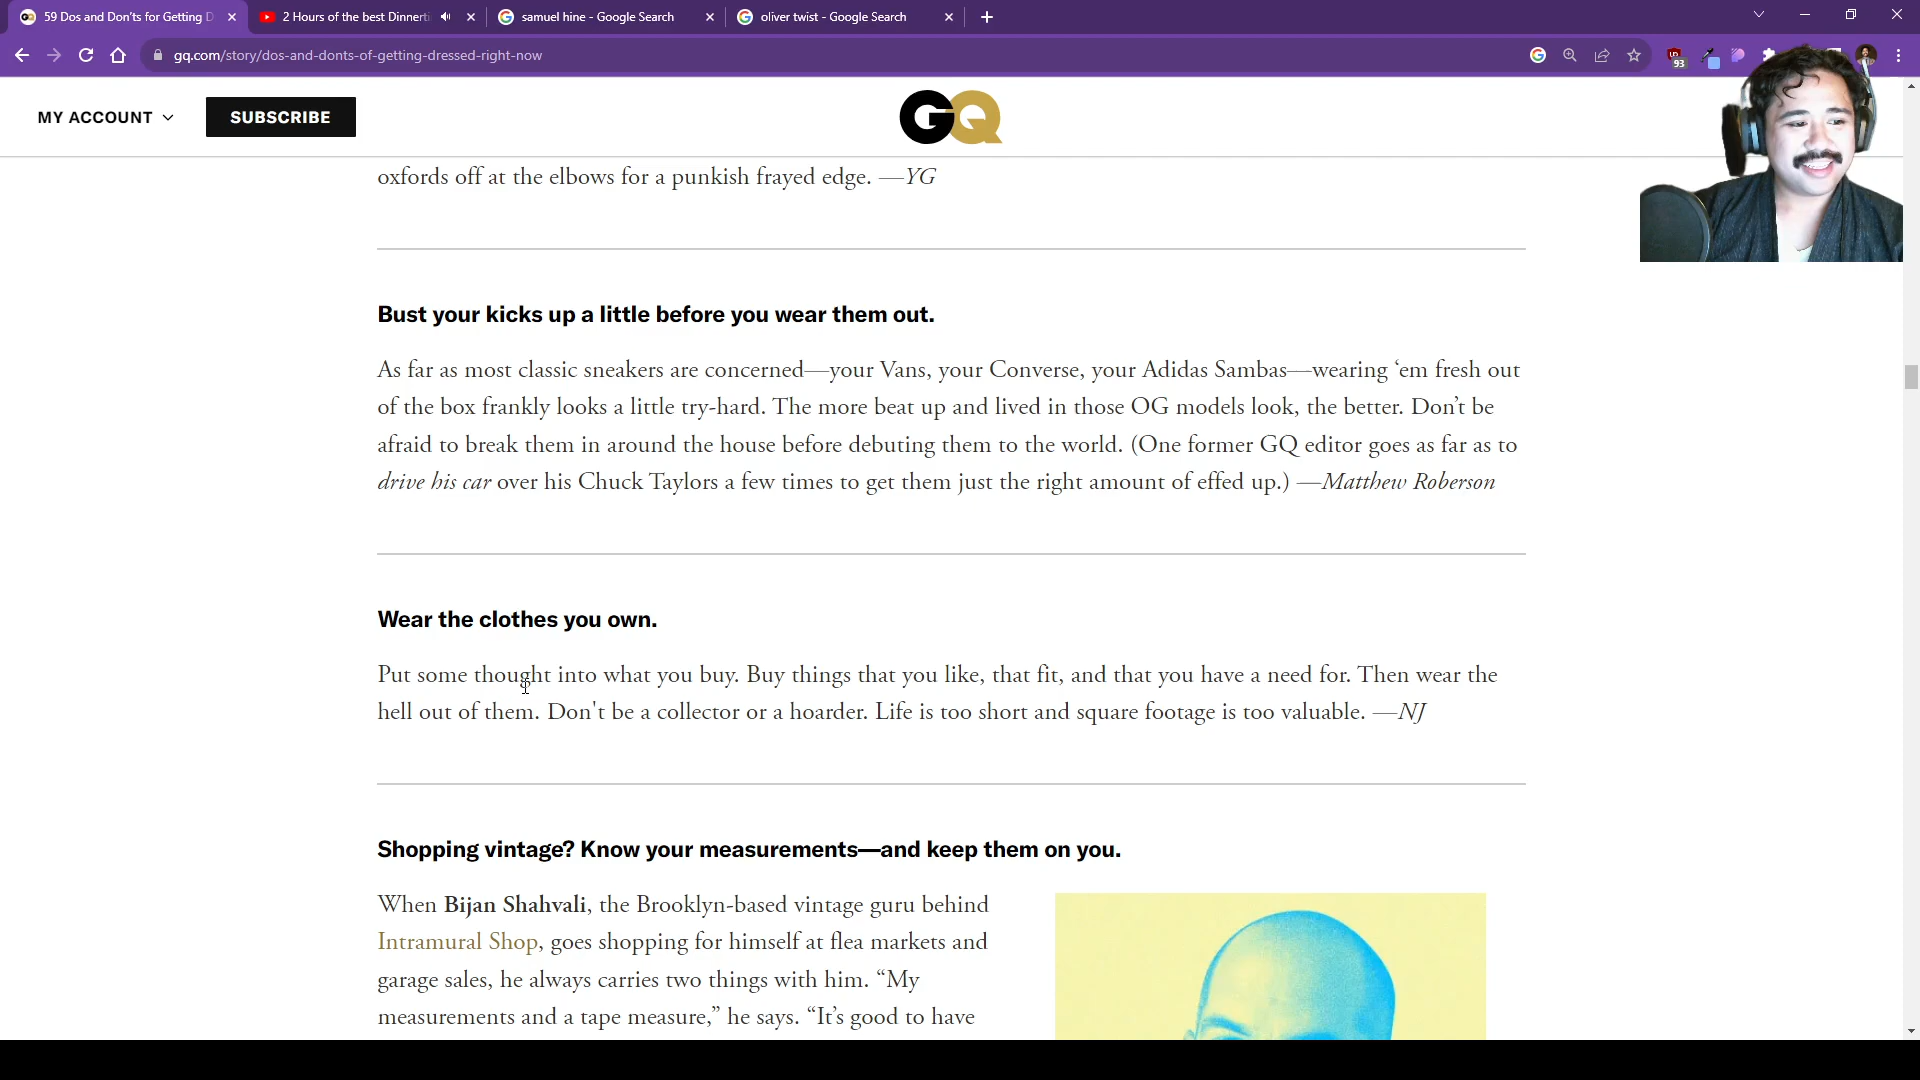 59 Dos and Don'ts for Getting D
2 Hours of the best Dinnerti
samuel hine - Google Search
oliver twist - Google Search
gq.com/story/dos-and-donts-of-getting-dressed-right-now
93
MY ACCOUNT
SUBSCRIBE
GQ
oxfords off at the elbows for a punkish frayed edge. —YG
Bust your kicks up a little before you wear them out.
As far as most classic sneakers are concerned—your Vans, your Converse, your Adidas Sambas—wearing ‘em fresh out
of the box frankly looks a little try-hard. The more beat up and lived in those OG models look, the better. Don’t be
afraid to break them in around the house before debuting them to the world. (One former GQ editor goes as far as to
drive his car over his Chuck Taylors a few times to get them just the right amount of effed up.) —Matthew Roberson
Wear the clothes you own.
Put some thought into what you buy. Buy things that you like, that fit, and that you have a need for. Then wear the
hell out of them. Don't be a collector or a hoarder. Life is too short and square footage is too valuable. —NJ
Shopping vintage? Know your measurements—and keep them on you.
When Bijan Shahvali, the Brooklyn-based vintage guru behind
Intramural Shop, goes shopping for himself at flea markets and
garage sales, he always carries two things with him. “My
measurements and a tape measure,” he says. “It’s good to have